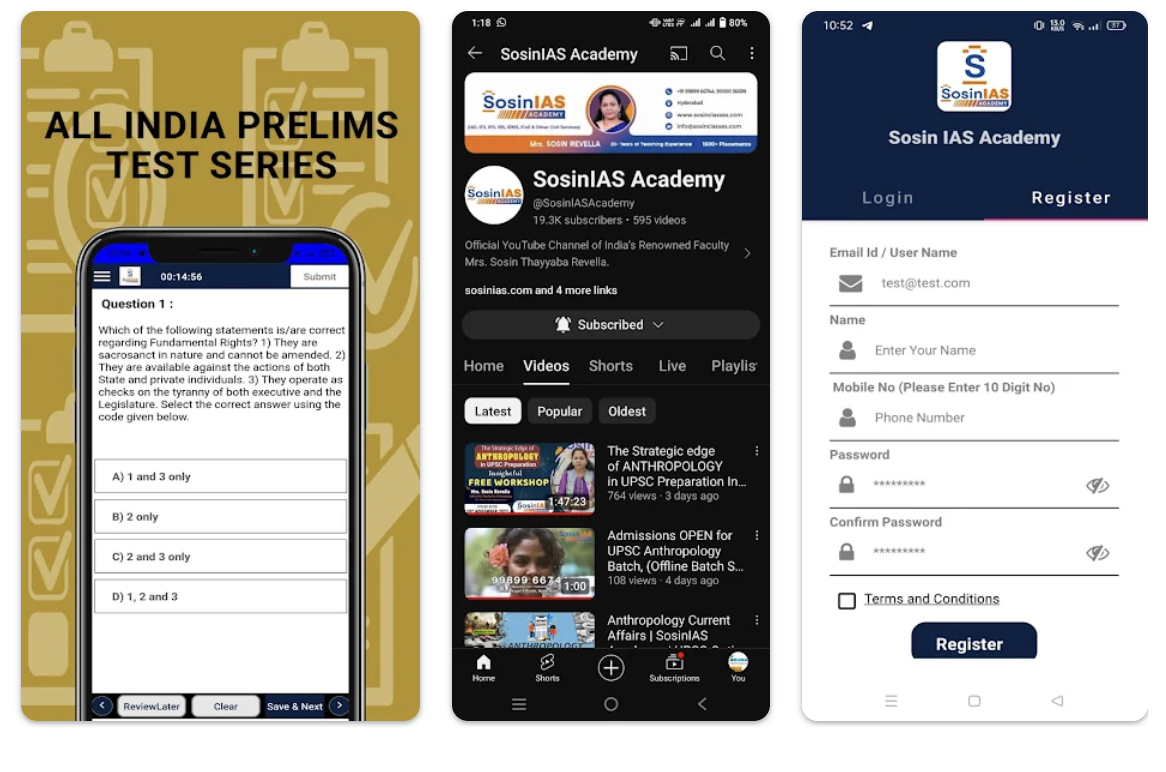 ALL INDIA PRELIMS
TEST SERIES
00:14:56
Submit
Question 1 :
Which of the following statements is/are correct
regarding Fundamental Rights? 1) They are
sacrosanct in nature and cannot be amended. 2)
They are available against the actions of both
State and private individuals. 3) They operate as
checks on the tyranny of both executive and the
Legislature. Select the correct answer using the
code given below.
A) 1 and 3 only
B) 2 only
C) 2 and 3 only
D) 1, 2 and 3
ReviewLater
Clear
Save & Next
1:18
80%
SosinIAS Academy
SosinIAS
ACADEMY
Hyderabad
www.sosinclasses.com
info@sosinclasses.com
Mrs. SOSIN REVELLA
20+ Years of Teaching Experience
1500+ Placements
SosinIAS
SosinIAS Academy
@SosinIASAcademy
19.3K subscribers • 595 videos
Official YouTube Channel of India's Renowned Faculty
Mrs. Sosin Thayyaba Revella.
sosinias.com and 4 more links
Subscribed
Home
Videos
Shorts
Live
Playlis
Latest
Popular
Oldest
The Strategic Edge of
ANTHROPOLOGY
in UPSC Preparation
Insightful
FREE WORKSHOP
Mrs. Sosin Revella
1:47:23
The Strategic edge
of ANTHROPOLOGY
in UPSC Preparation In...
764 views · 3 days ago
99899 6674
1:00
Admissions OPEN for
UPSC Anthropology
Batch, (Offline Batch S...
108 views · 4 days ago
Anthropology Current
Affairs | SosinIAS
Home
Shorts
Subscriptions
You
10:52
13.0
KB/S
57
S
SosinIAS
ACADEMY
Sosin IAS Academy
Login
Register
Email Id / User Name
test@test.com
Name
Enter Your Name
Mobile No (Please Enter 10 Digit No)
Phone Number
Password
*********
Confirm Password
*********
Terms and Conditions
Register